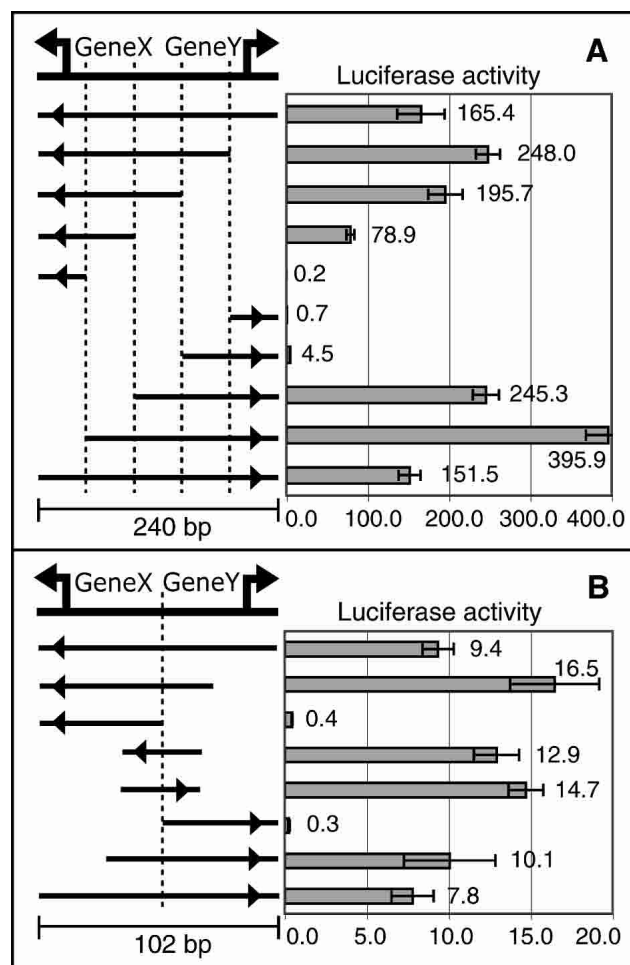 GeneX GeneY A
Luciferase activity
165.4
248.0
195.7
78.9
0.2
0.7
4.5
245.3
395.9
151.5
0.0 100.0 200.0 300.0 400.0
240 bp
GeneX GeneY B
Luciferase activity
9.4
16.5
0.4
12.9
14.7
0.3
10.1
7.8
0.0 5.0 10.0 15.0 20.0
102 bp